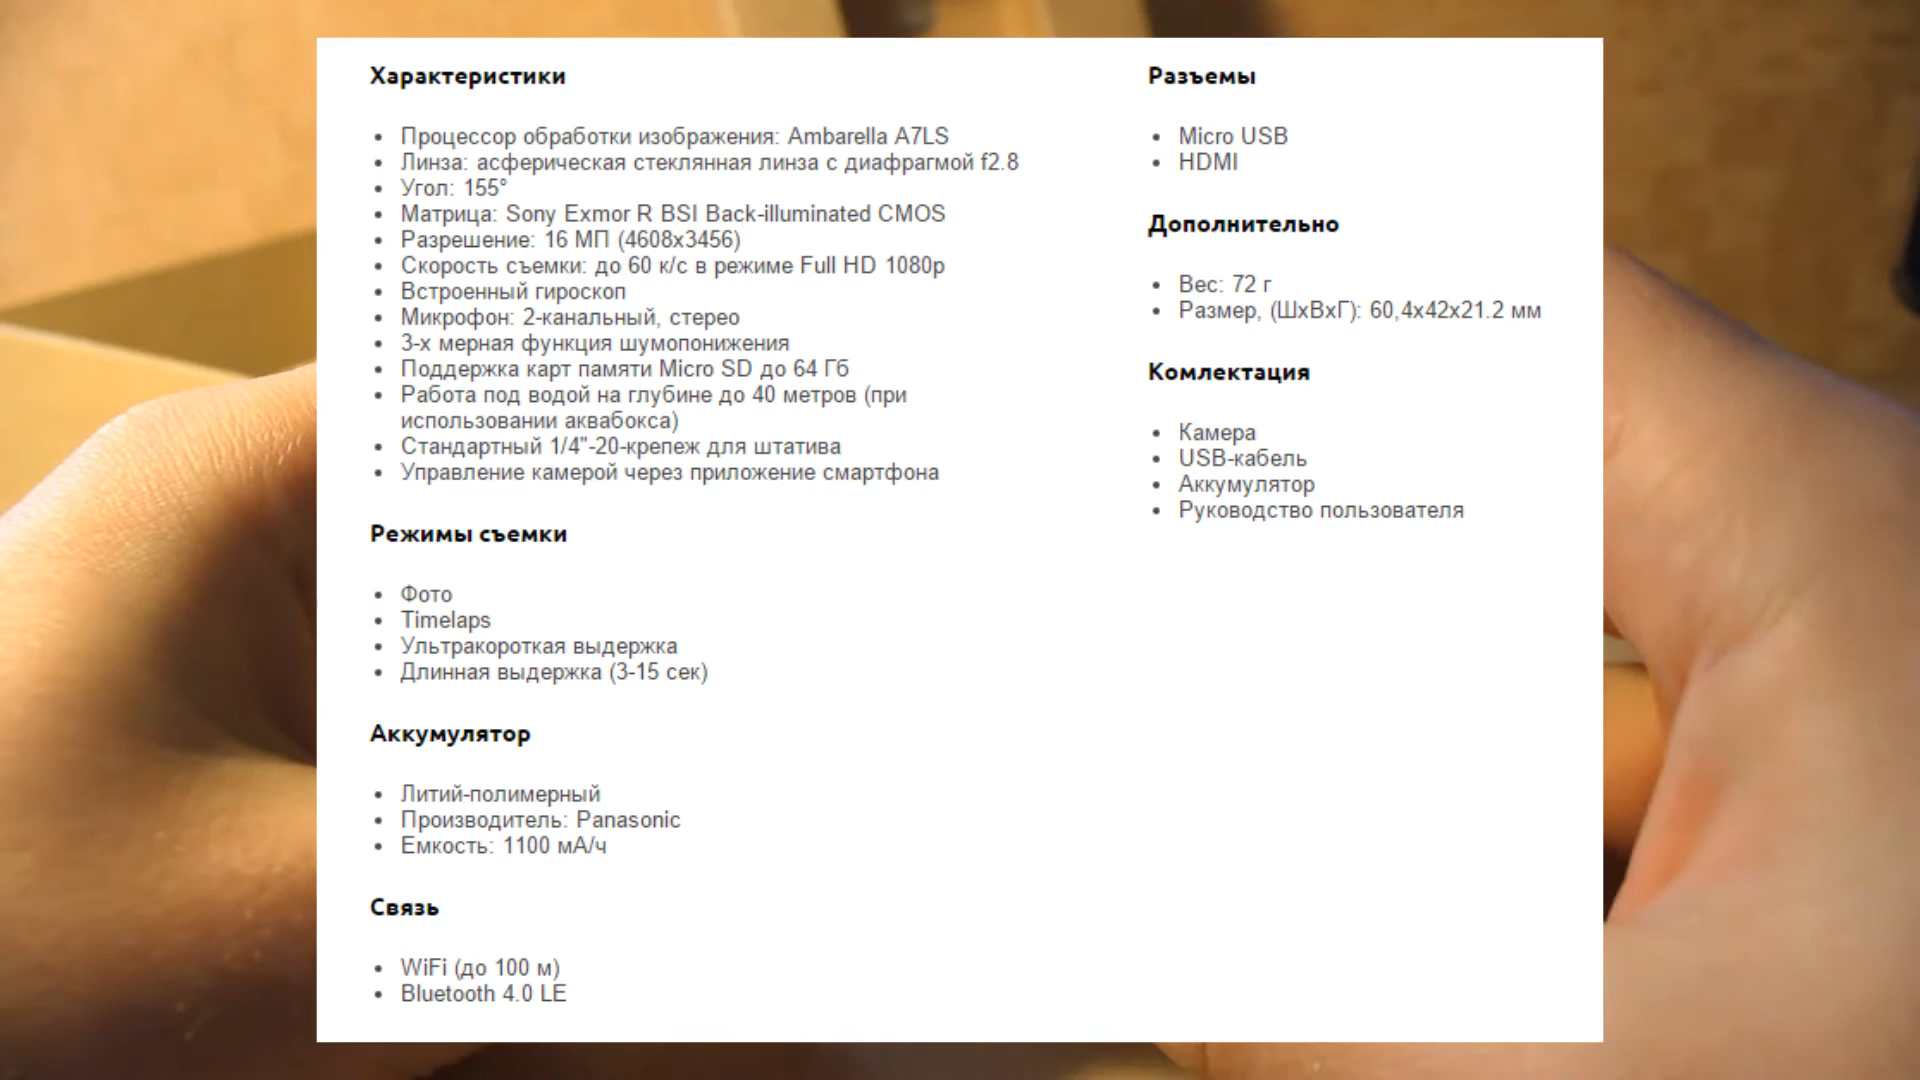 Характеристики
Процессор обработки изображения: Ambarella A7LS
Линза: асферическая стеклянная линза с диафрагмой f2.8
Угол: 155°
Матрица: Sony Exmor R BSI Back-illuminated CMOS
Разрешение: 16 МП (4608x3456)
Скорость съемки: до 60 к/с в режиме Full HD 1080p
Встроенный гироскоп
Микрофон: 2-канальный, стерео
3-х мерная функция шумопонижения
Поддержка карт памяти Micro SD до 64 Гб
Работа под водой на глубине до 40 метров (при
использовании аквабокса)
Стандартный 1/4"-20-крепеж для штатива
Управление камерой через приложение смартфона
Режимы съемки
Фото
Timelaps
Ультракороткая выдержка
Длинная выдержка (3-15 сек)
Аккумулятор
Литий-полимерный
Производитель: Panasonic
Емкость: 1100 мА/ч
Связь
WiFi (до 100 м)
Bluetooth 4.0 LE
Разъемы
Micro USB
HDMI
Дополнительно
Вес: 72 г
Размер, (ШхВхГ): 60,4х42х21.2 мм
Комлектация
Камера
USB-кабель
Аккумулятор
Руководство пользователя